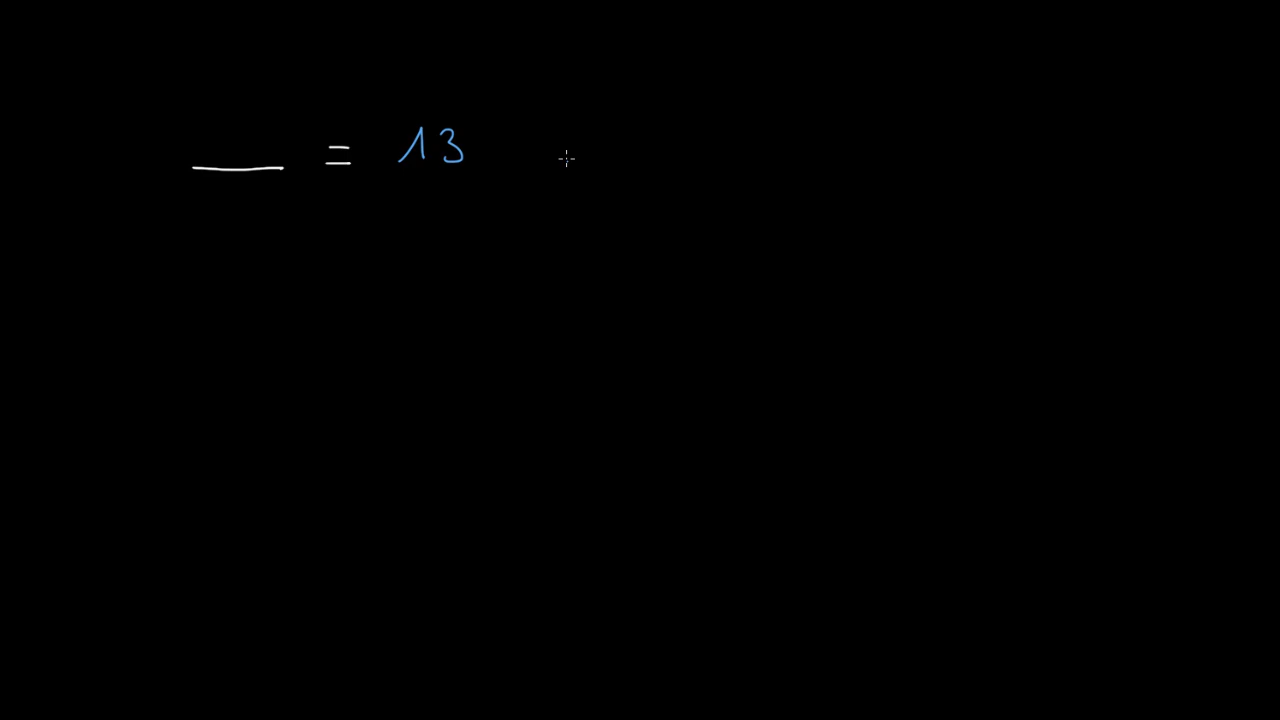 ___ = 13